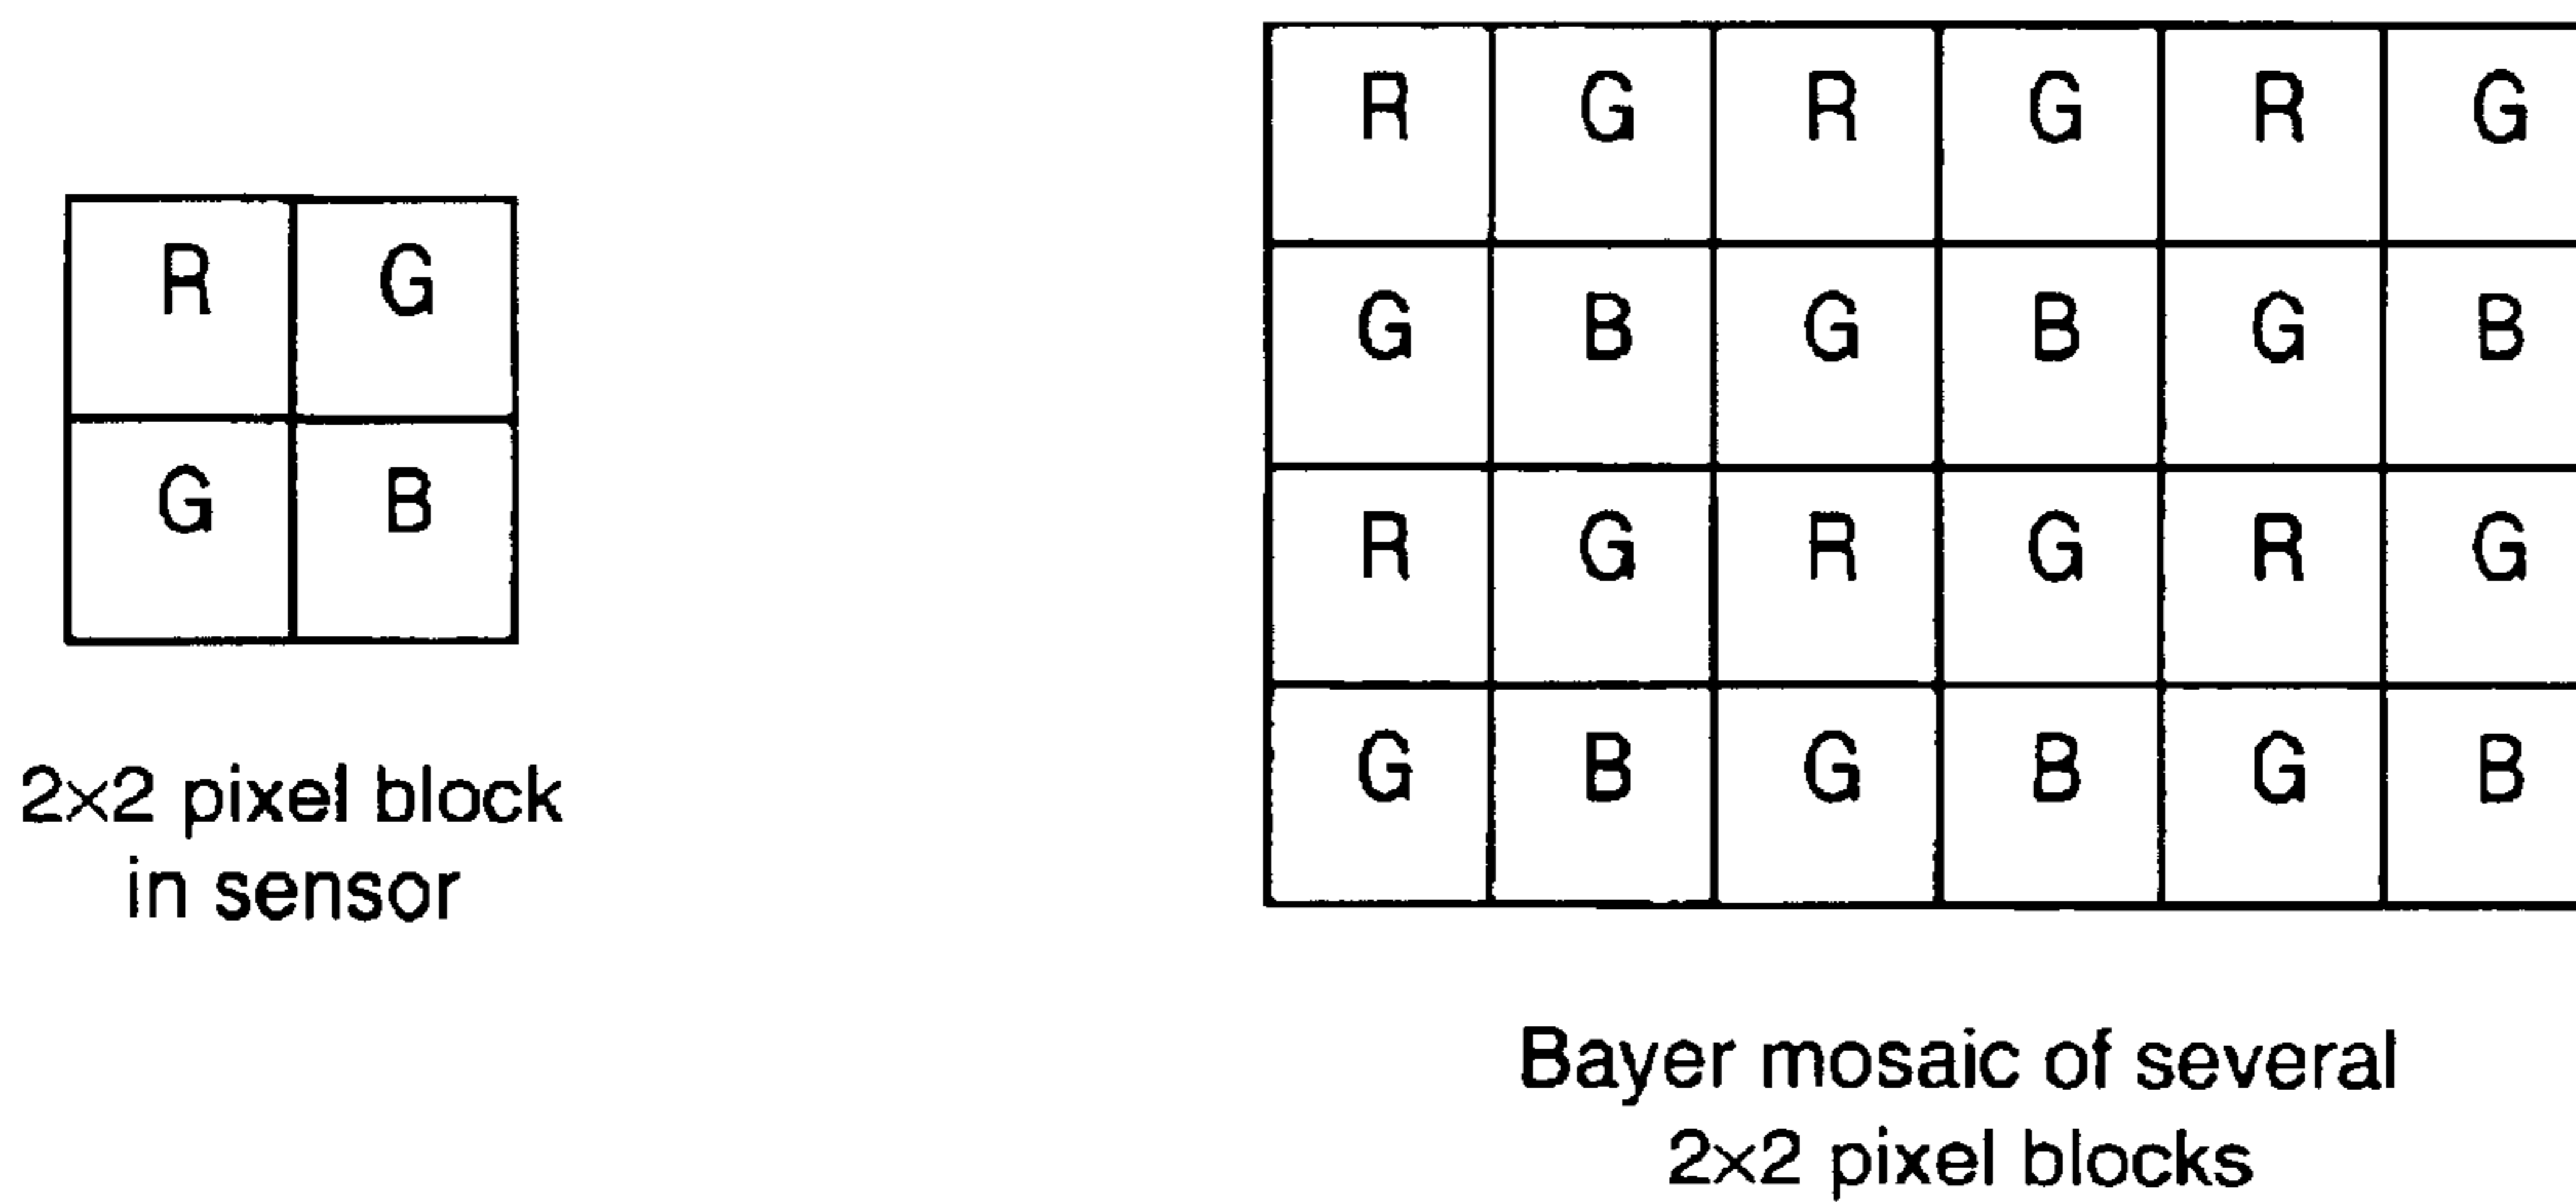 R G
G B
2×2 pixel block
in sensor
R G R G R G
G B G B G B
R G R G R G
G B G B G B
Bayer mosaic of several
2×2 pixel blocks